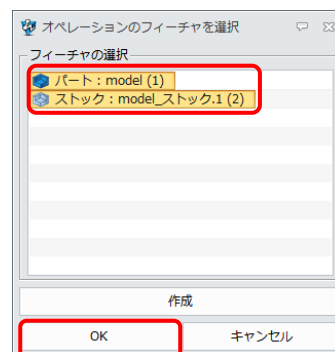 オペレーションのフィーチャを選択
フィーチャの選択
パート：model (1)
ストック：model_ストック.1 (2)
作成
OK キャンセル